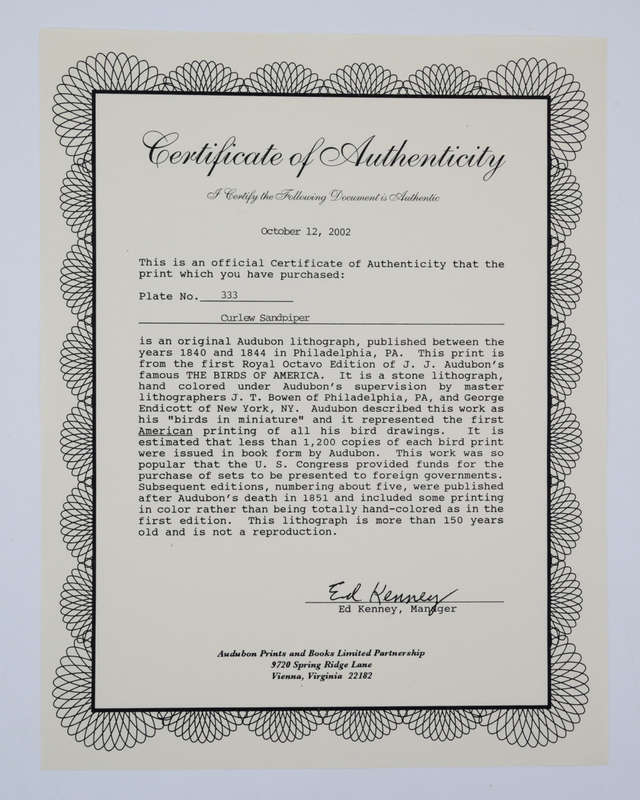 Certificate of Authenticity
I Certify the Following Document is Authentic
October 12, 2002
This is an official Certificate of Authenticity that the
print which you have purchased:
Plate No. 333
Curlew Sandpiper
is an original Audubon lithograph, published between the
years 1840 and 1844 in Philadelphia, PA. This print is
from the first Royal Octavo Edition of J. J. Audubon's
famous THE BIRDS OF AMERICA. It is a stone lithograph,
hand colored under Audubon's supervision by master
lithographers J. T. Bowen of Philadelphia, PA, and George
Endicott of New York, NY. Audubon described this work as
his "birds in miniature" and it represented the first
American printing of all his bird drawings. It is
estimated that less than 1,200 copies of each bird print
were issued in book form by Audubon. This work was so
popular that the U. S. Congress provided funds for the
purchase of sets to be presented to foreign governments.
Subsequent editions, numbering about five, were published
after Audubon's death in 1851 and included some printing
in color rather than being totally hand-colored as in the
first edition. This lithograph is more than 150 years
old and is not a reproduction.
Ed Kenney
Ed Kenney, Manager
Audubon Prints and Books Limited Partnership
9720 Spring Ridge Lane
Vienna, Virginia 22182